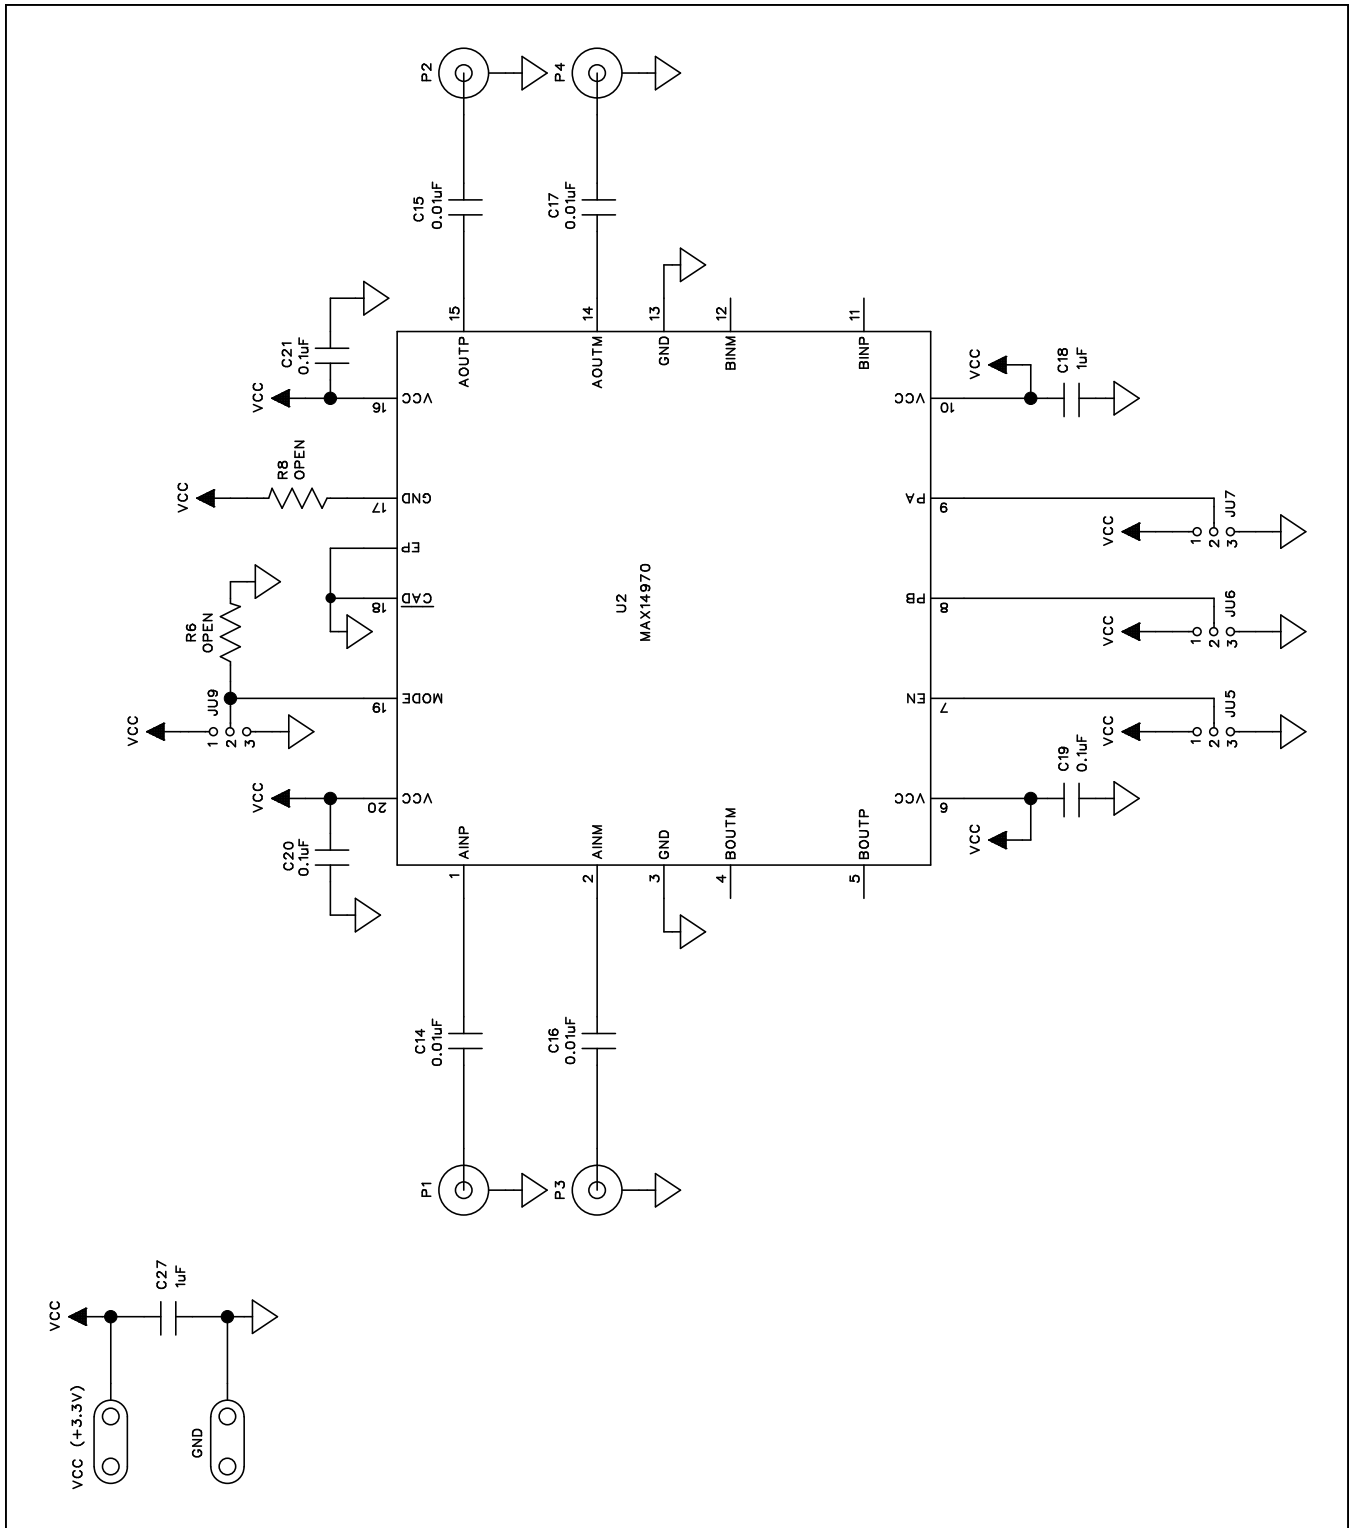 P2
P4
C15
0.01uF
C17
0.01uF
15
14
13
12
11
AOUTP
AOUTM
GND
BINM
BINP
C21
0.1uF
VCC
16
VCC
R8
OPEN
VCC
17
GND
EP
18
CAD
R6
OPEN
JU9
VCC
1
2
3
19
MODE
VCC
20
VCC
C20
0.1uF
U2
MAX14970
VCC
10
VCC
C18
1uF
PA
9
VCC
JU7
1
2
3
PB
8
VCC
JU6
1
2
3
EN
7
VCC
JU5
1
2
3
VCC
6
VCC
C19
0.1uF
AINP
AINM
GND
BOUTM
BOUTP
1
2
3
4
5
C14
0.01uF
C16
0.01uF
P1
P3
VCC
C27
1uF
VCC (+3.3V)
GND